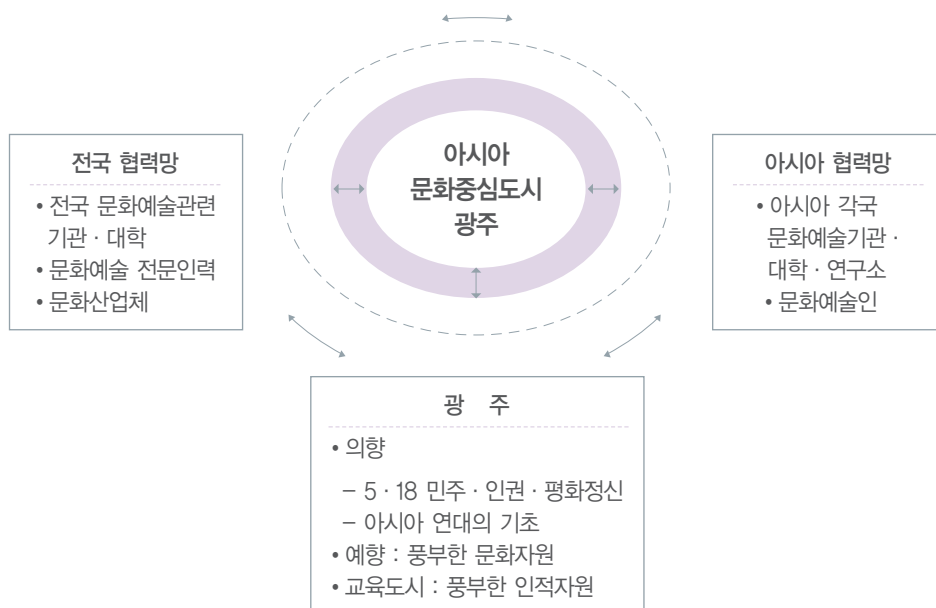 아시아
문화중심도시
광주
전국 협력망
• 전국 문화예술관련
기관 · 대학
• 문화예술 전문인력
• 문화산업체
아시아 협력망
• 아시아 각국
문화예술기관 ·
대학 · 연구소
• 문화예술인
광 주
• 의향
– 5 · 18 민주 · 인권 · 평화정신
– 아시아 연대의 기초
• 예향 : 풍부한 문화자원
• 교육도시 : 풍부한 인적자원